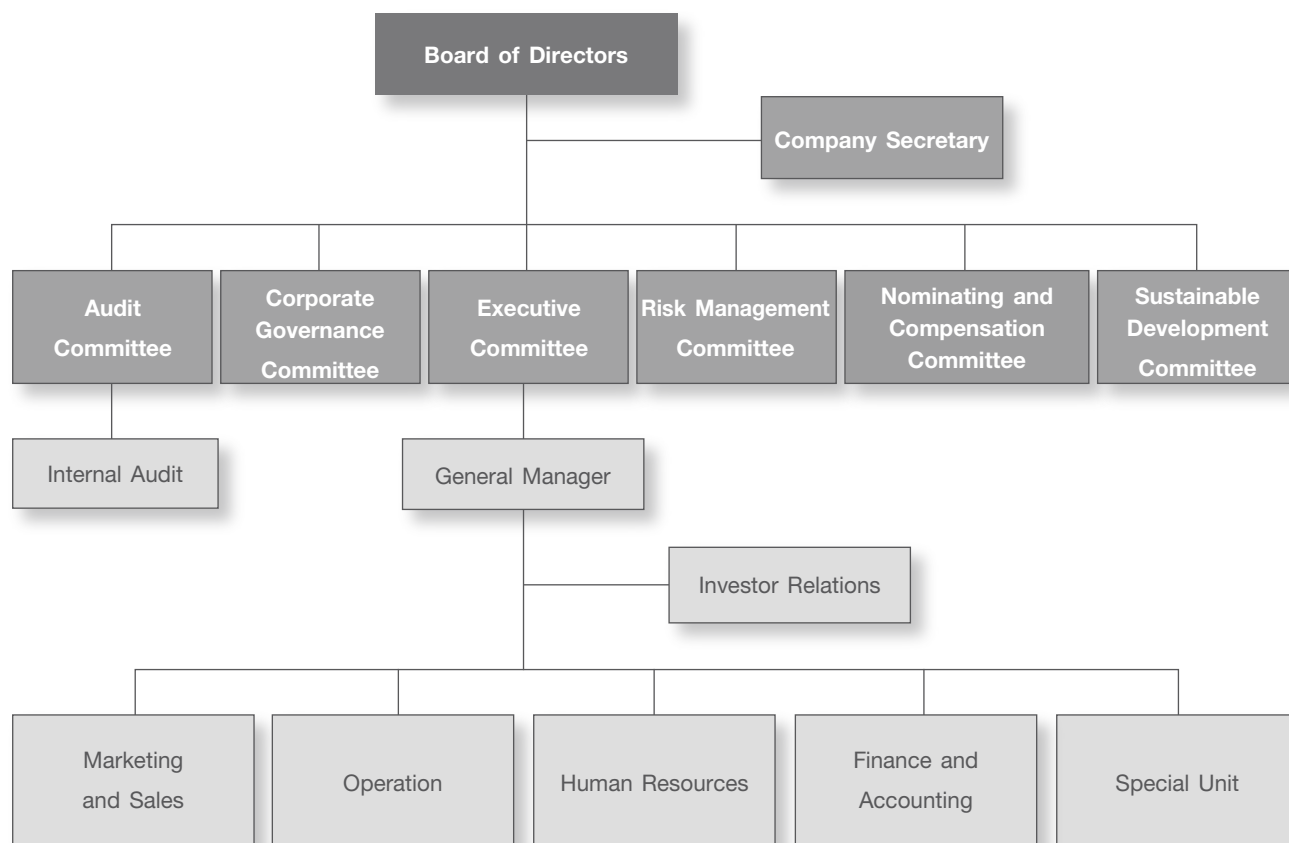 Board of Directors
Company Secretary
Audit
Committee
Corporate
Governance
Committee
Executive
Committee
Risk Management
Committee
Nominating and
Compensation
Committee
Sustainable
Development
Committee
Internal Audit
General Manager
Investor Relations
Marketing
and Sales
Operation
Human Resources
Finance and
Accounting
Special Unit